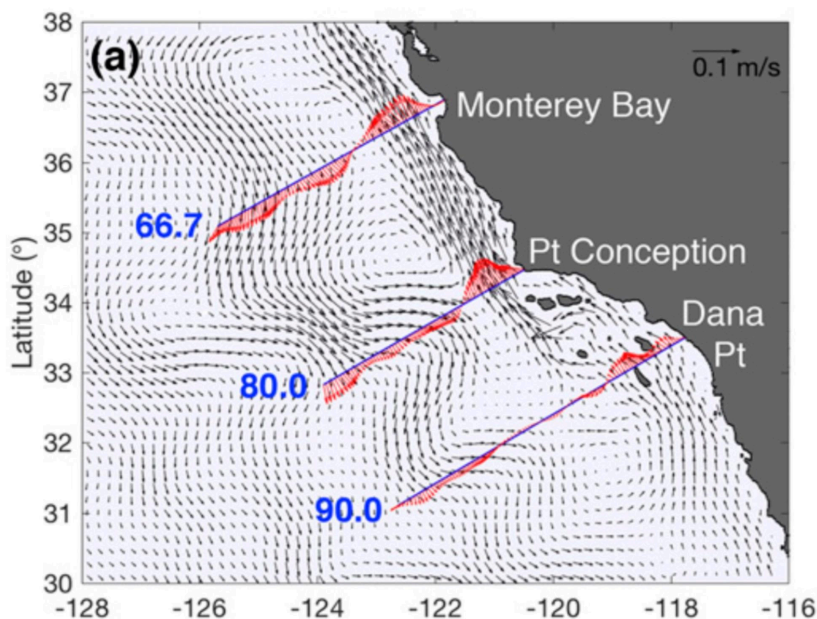 38
(a)
0.1 m/s
37
Monterey Bay
36
66.7
35
Pt Conception
Latitude (°)
34
Dana
Pt
33
80.0
32
90.0
31
30
-128
-126
-124
-122
-120
-118
-116